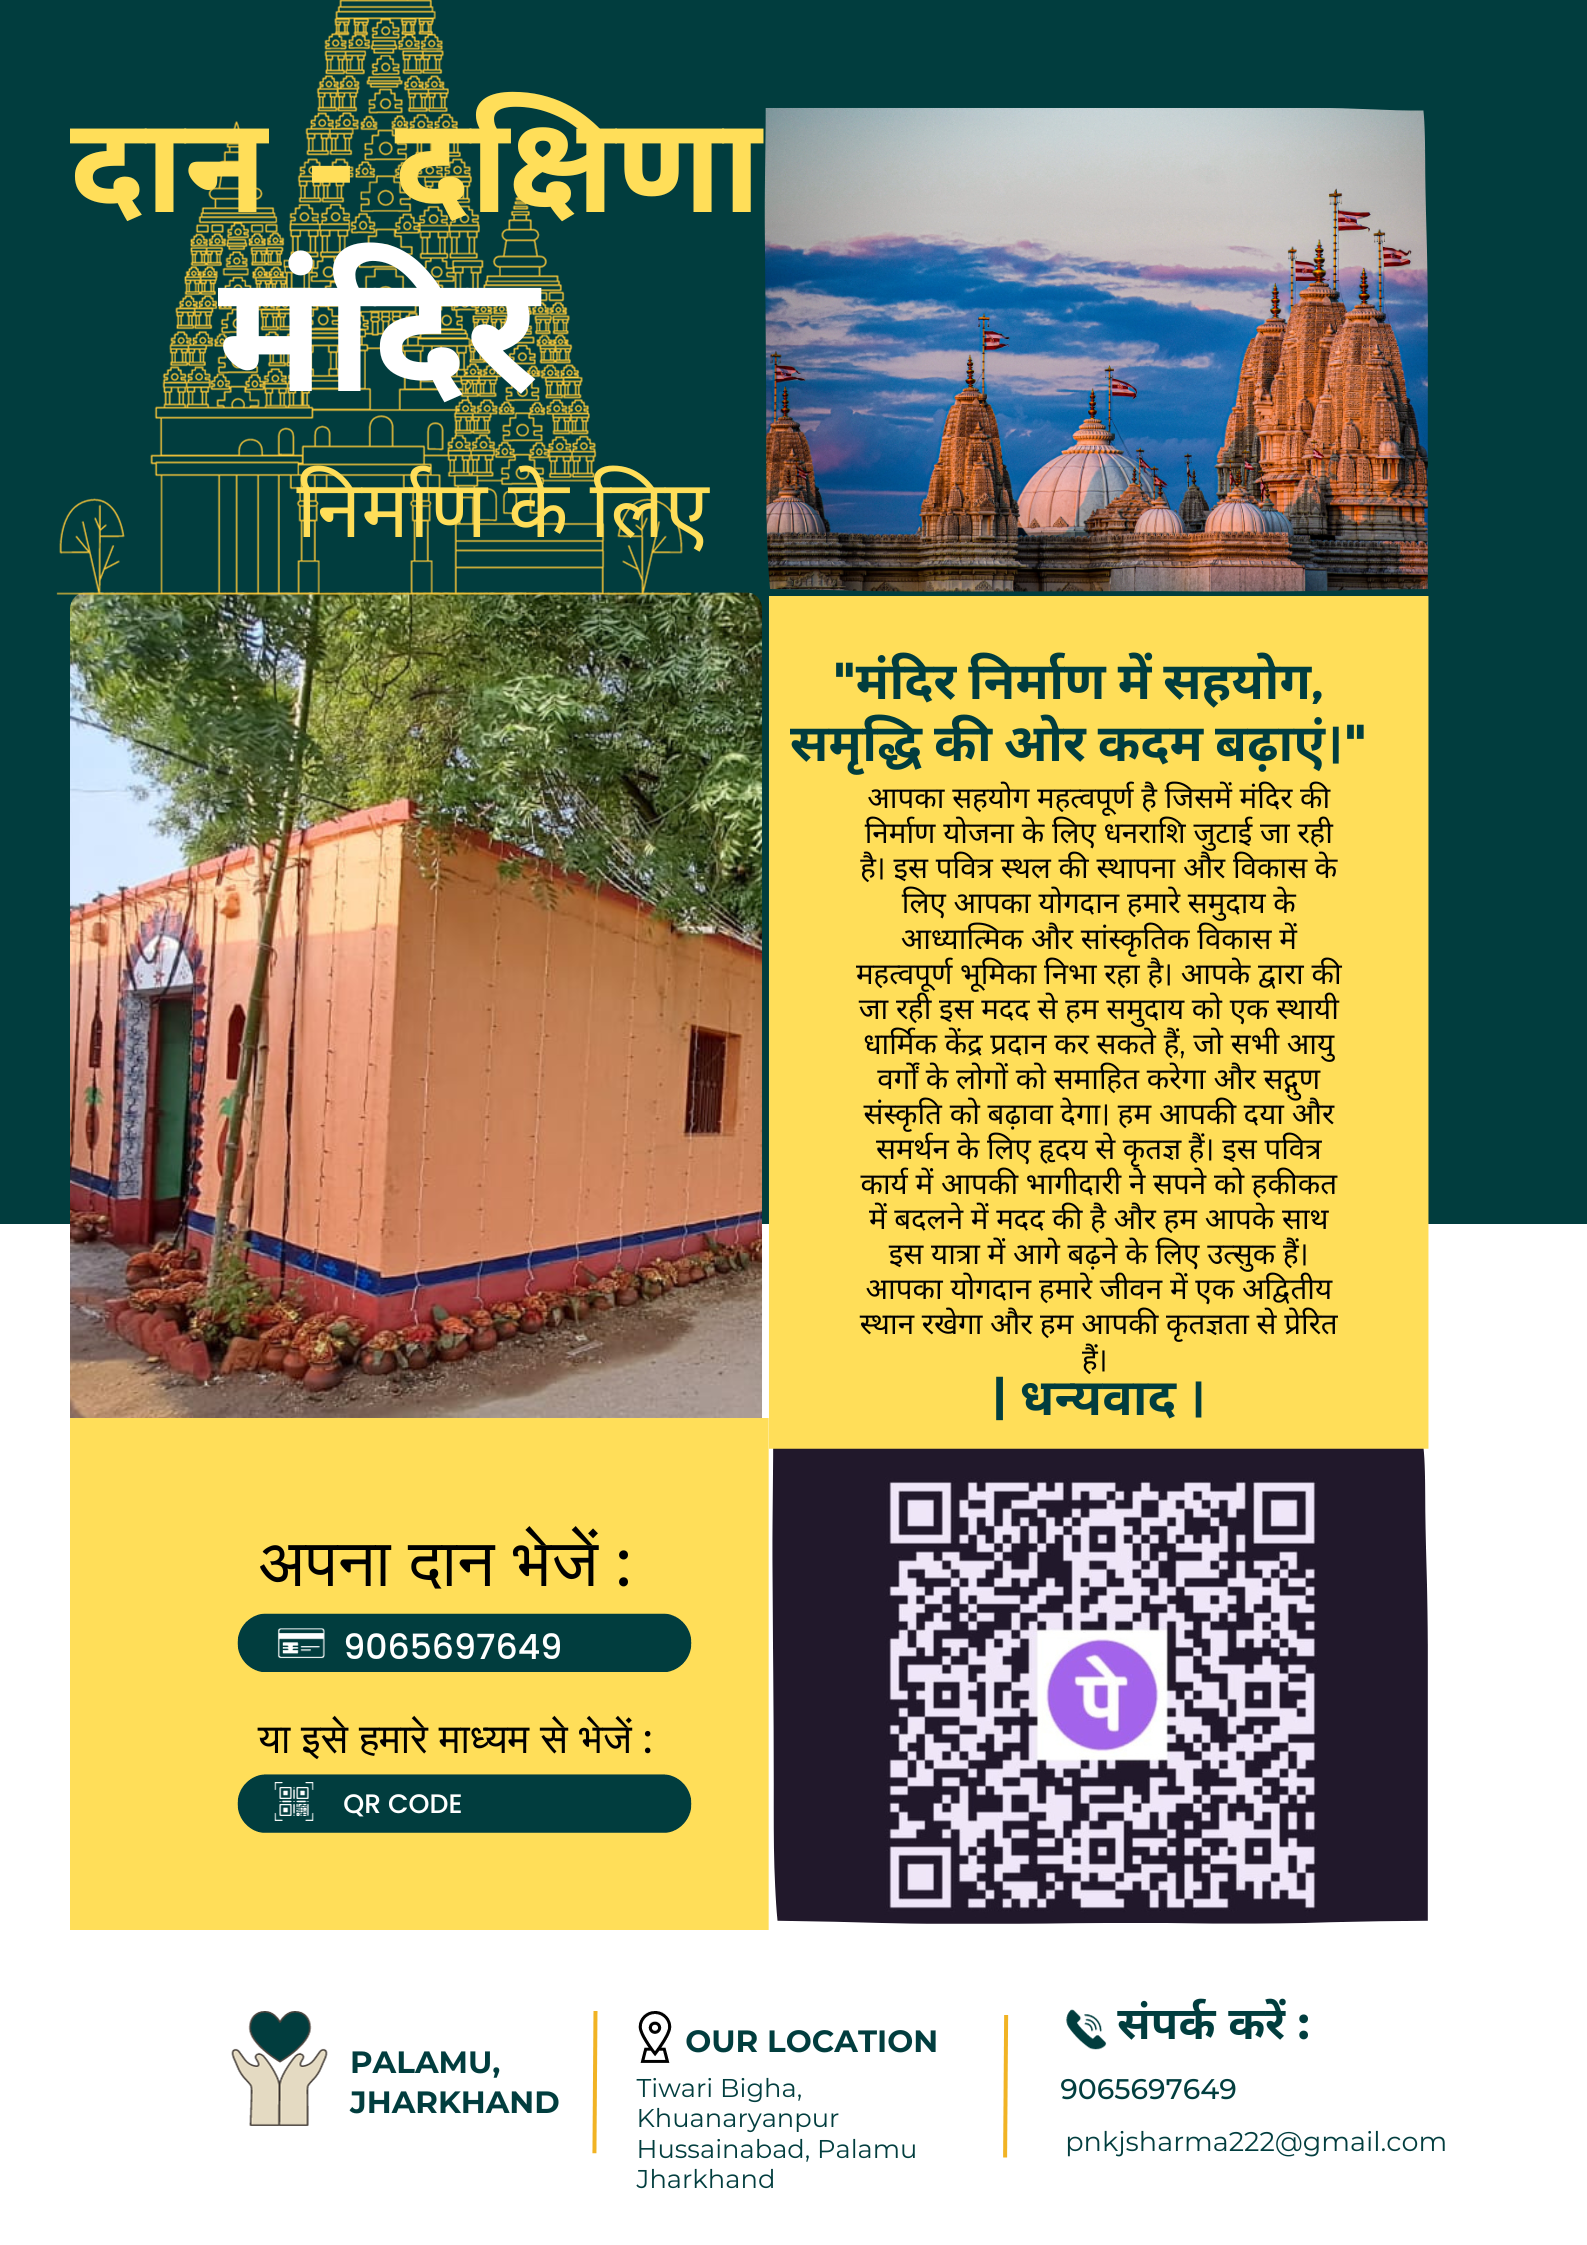 दान - दक्षिणा
मंदिर
निर्माण के लिए
"मंदिर निर्माण में सहयोग,
समृद्धि की ओर कदम बढ़ाएं।"
आपका सहयोग महत्वपूर्ण है जिसमें मंदिर की
निर्माण योजना के लिए धनराशि जुटाई जा रही
है। इस पवित्र स्थल की स्थापना और विकास के
लिए आपका योगदान हमारे समुदाय के
आध्यात्मिक और सांस्कृतिक विकास में
महत्वपूर्ण भूमिका निभा रहा है। आपके द्वारा की
जा रही इस मदद से हम समुदाय को एक स्थायी
धार्मिक केंद्र प्रदान कर सकते हैं, जो सभी आयु
वर्गों के लोगों को समाहित करेगा और सद्गुण
संस्कृति को बढ़ावा देगा। हम आपकी दया और
समर्थन के लिए हृदय से कृतज्ञ हैं। इस पवित्र
कार्य में आपकी भागीदारी ने सपने को हकीकत
में बदलने में मदद की है और हम आपके साथ
इस यात्रा में आगे बढ़ने के लिए उत्सुक हैं।
आपका योगदान हमारे जीवन में एक अद्वितीय
स्थान रखेगा और हम आपकी कृतज्ञता से प्रेरित
हैं।
| धन्यवाद ।
अपना दान भेजें :
9065697649
या इसे हमारे माध्यम से भेजें :
QR CODE
पे
PALAMU,
JHARKHAND
OUR LOCATION
Tiwari Bigha,
Khuanaryanpur
Hussainabad, Palamu
Jharkhand
संपर्क करें :
9065697649
pnkjsharma222@gmail.com